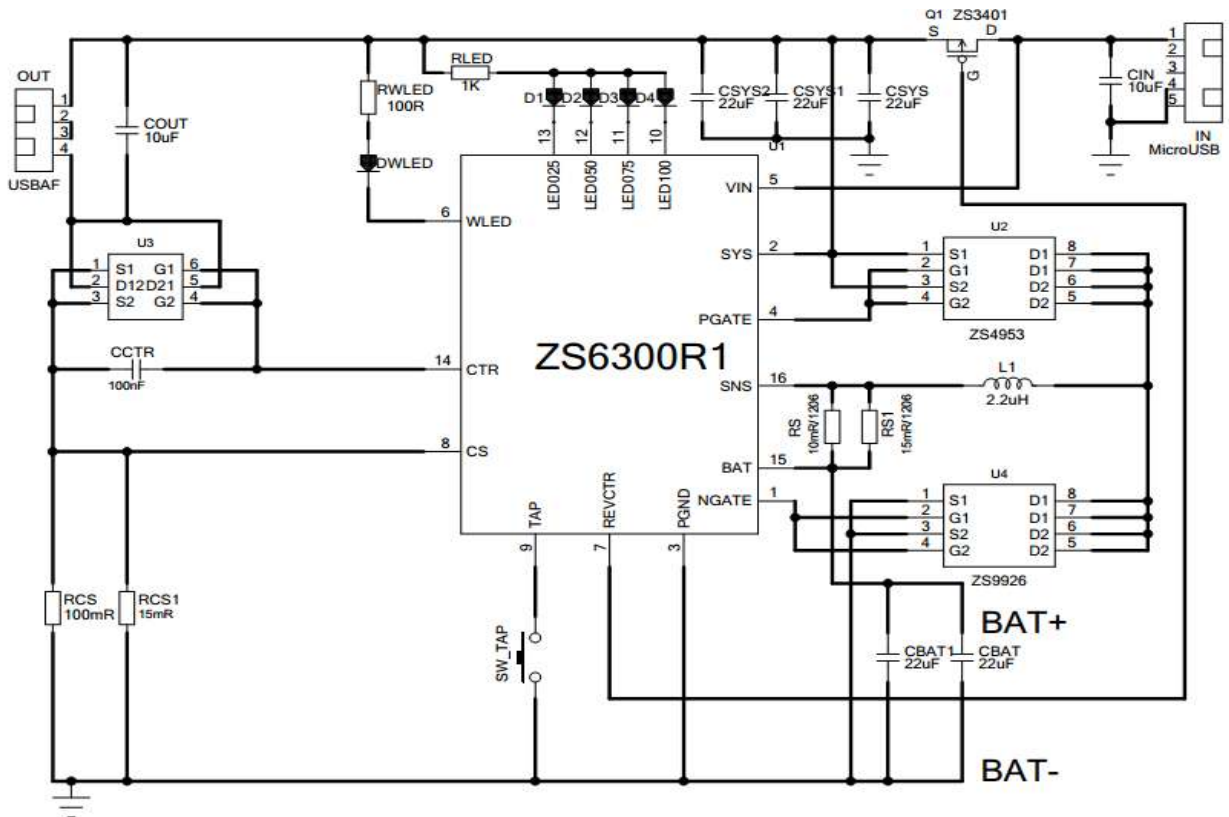 Q1 ZS3401
S D
G
OUT
1
2
3
4
USBAF
COUT
10uF
RWLED
100R
DWLED
RLED
1K
D1 D2 D3 D4
13 12 11 10
LED025 LED050 LED075 LED100
CSYS2
22uF
CSYS1
22uF
CSYS
22uF
CIN
10uF
1
2
3
4
5
IN
MicroUSB
U1
ZS6300R1
6 WLED
14 CTR
8 CS
VIN 5
SYS 2
PGATE 4
SNS 16
BAT 15
NGATE 1
TAP
9
REVCTR
7
PGND
3
U3
1 S1 G1 6
2 D12 D21 5
3 S2 G2 4
CCTR
100nF
U2
1 S1 D1 8
2 G1 D1 7
3 S2 D2 6
4 G2 D2 5
ZS4953
L1
2.2uH
RS
10mR/1206
RS1
15mR/1206
U4
1 S1 D1 8
2 G1 D1 7
3 S2 D2 6
4 G2 D2 5
ZS9926
RCS
100mR
RCS1
15mR
SW_TAP
BAT+
CBAT1
22uF
CBAT
22uF
BAT-